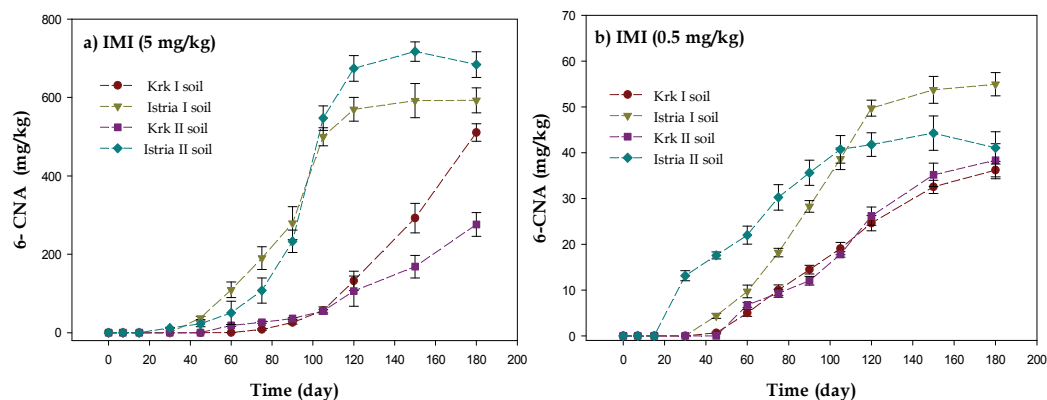 a) IMI (5 mg/kg)
Krk I soil
Istria I soil
Krk II soil
Istria II soil
6- CNA (mg/kg)
800
600
400
200
0
0 20 40 60 80 100 120 140 160 180 200
Time (day)
b) IMI (0.5 mg/kg)
Krk I soil
Istria I soil
Krk II soil
Istria II soil
6-CNA (mg/kg)
70
60
50
40
30
20
10
0
0 20 40 60 80 100 120 140 160 180 200
Time (day)